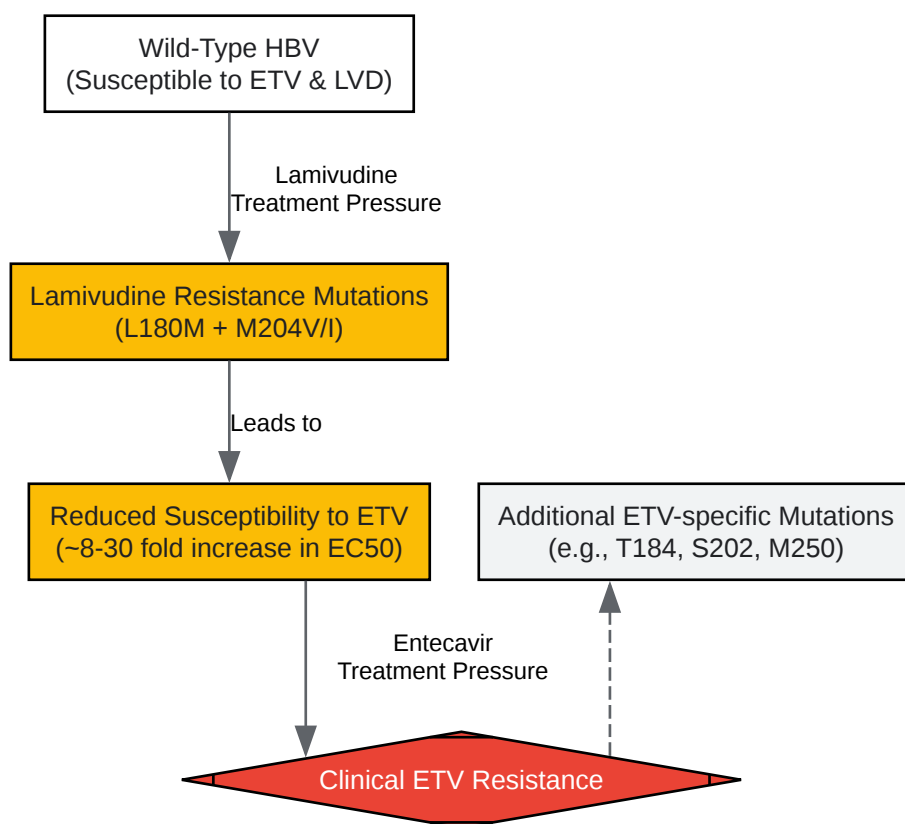 Wild-Type HBV
(Susceptible to ETV & LVD)
Lamivudine
Treatment Pressure
Lamivudine Resistance Mutations
(L180M + M204V/I)
Leads to
Reduced Susceptibility to ETV
(~8-30 fold increase in EC50)
Additional ETV-specific Mutations
(e.g., T184, S202, M250)
Entecavir
Treatment Pressure
Clinical ETV Resistance